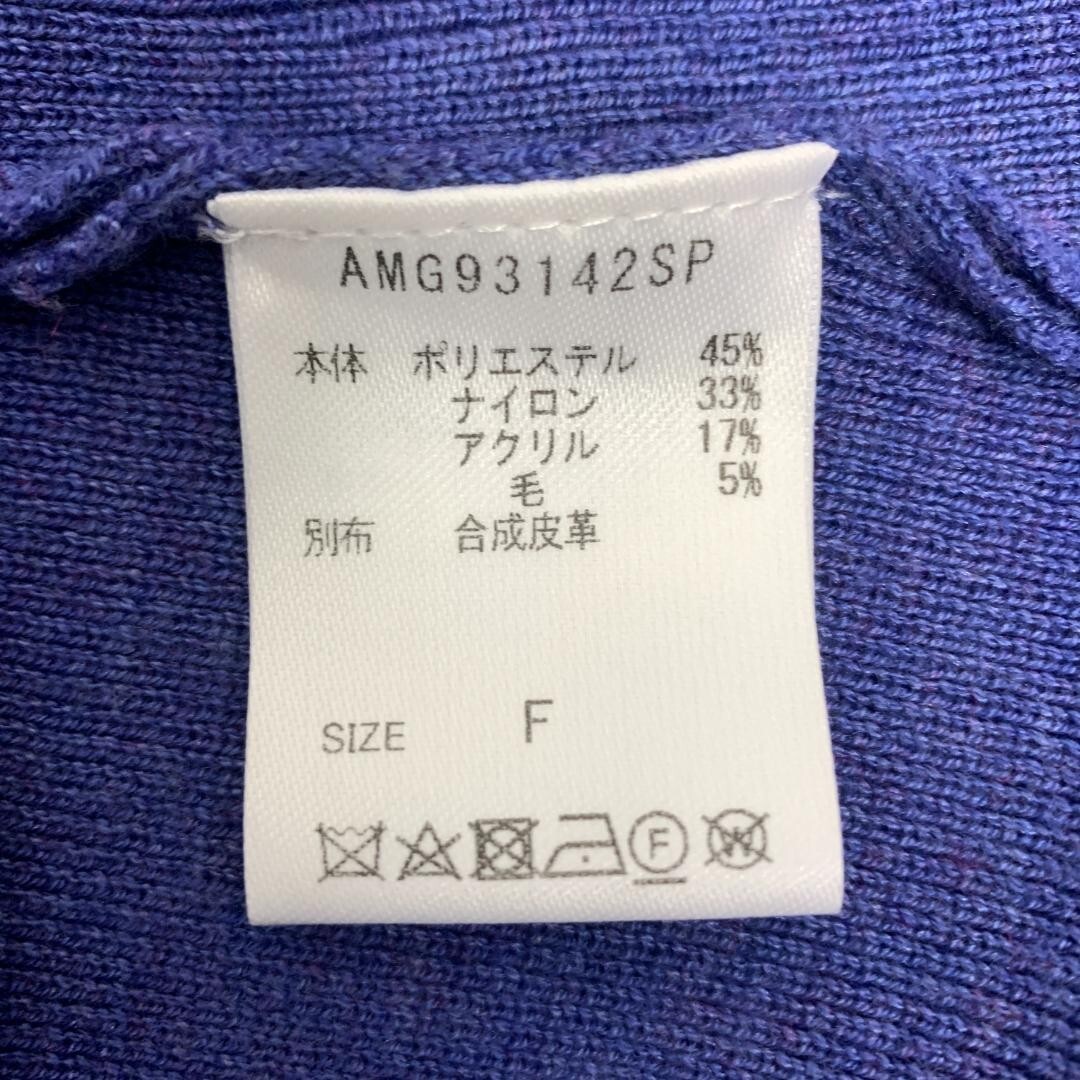 AMG93142SP
本体 ポリエステル 45%
ナイロン 33%
アクリル 17%
毛 5%
別布 合成皮革
SIZE F
F W